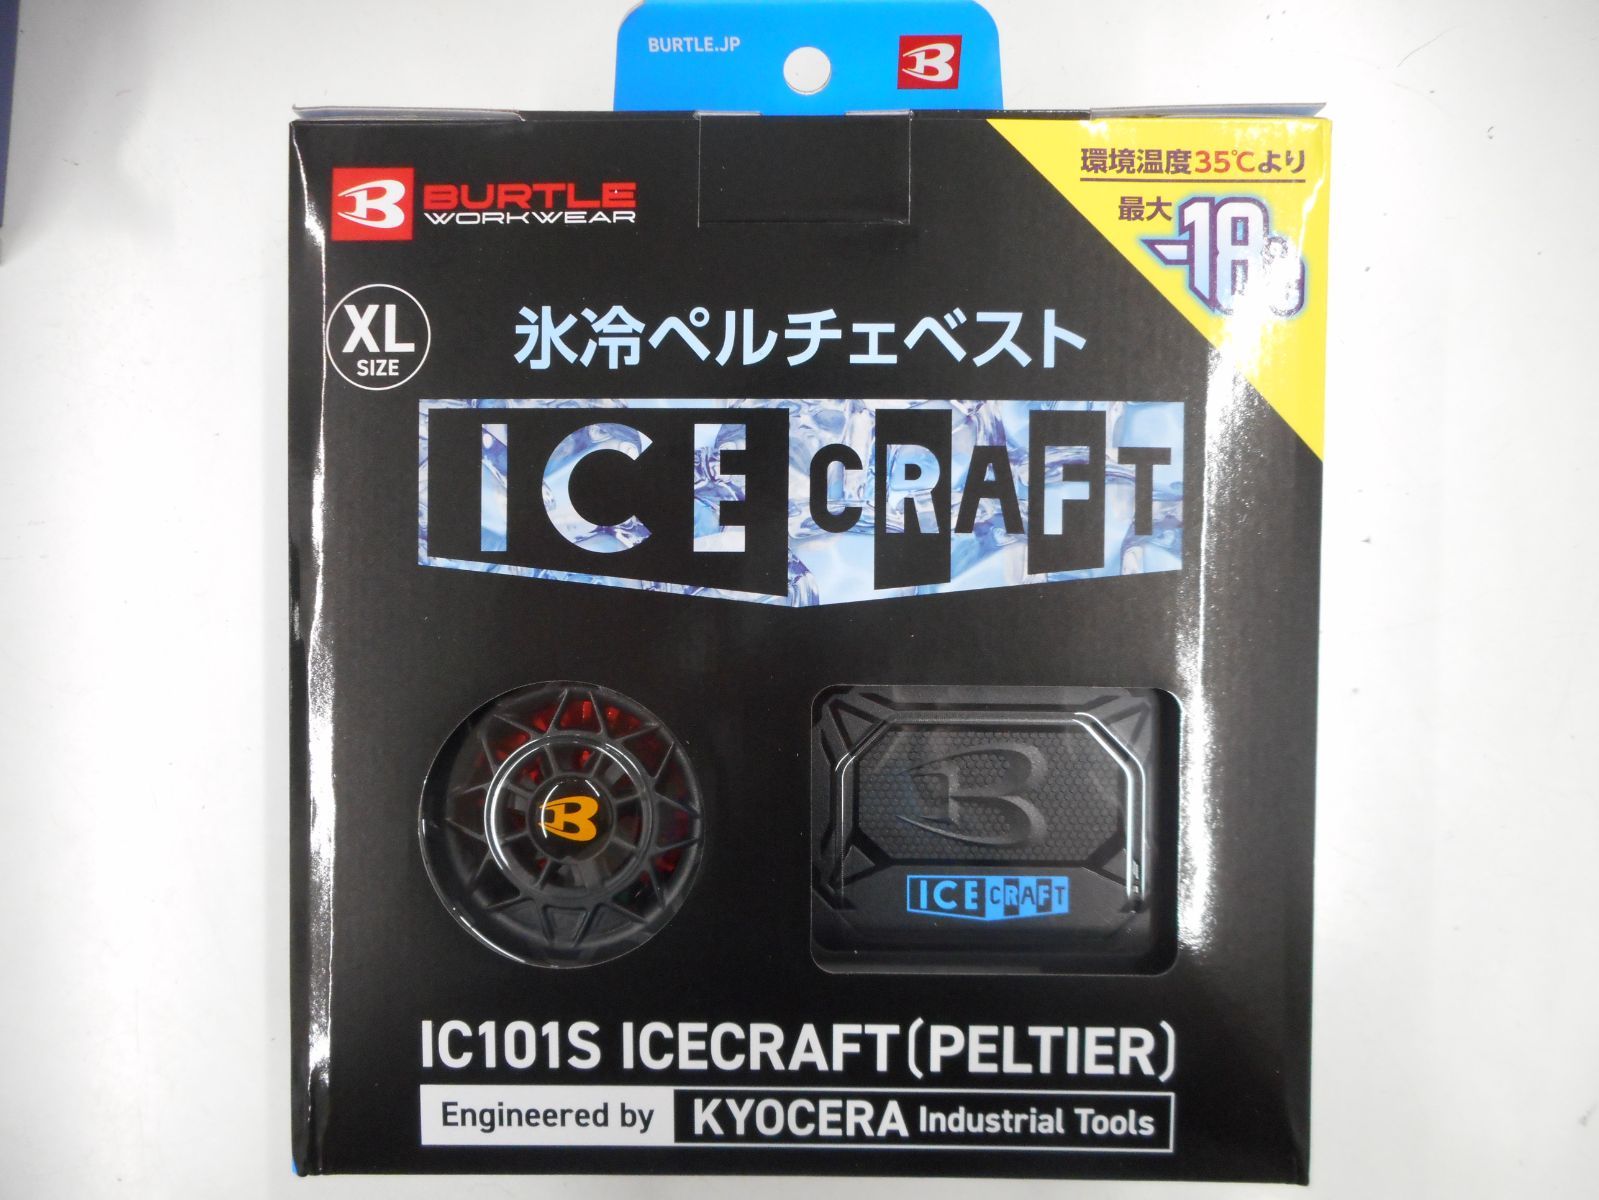 BURTLE.JP
B
BURTLE
WORKWEAR
環境温度35℃より
最大
-18℃
XL
SIZE
氷冷ペルチェベスト
ICE CRAFT
B
B
ICE CRAFT
IC101S ICECRAFT(PELTIER)
Engineered by KYOCERA Industrial Tools